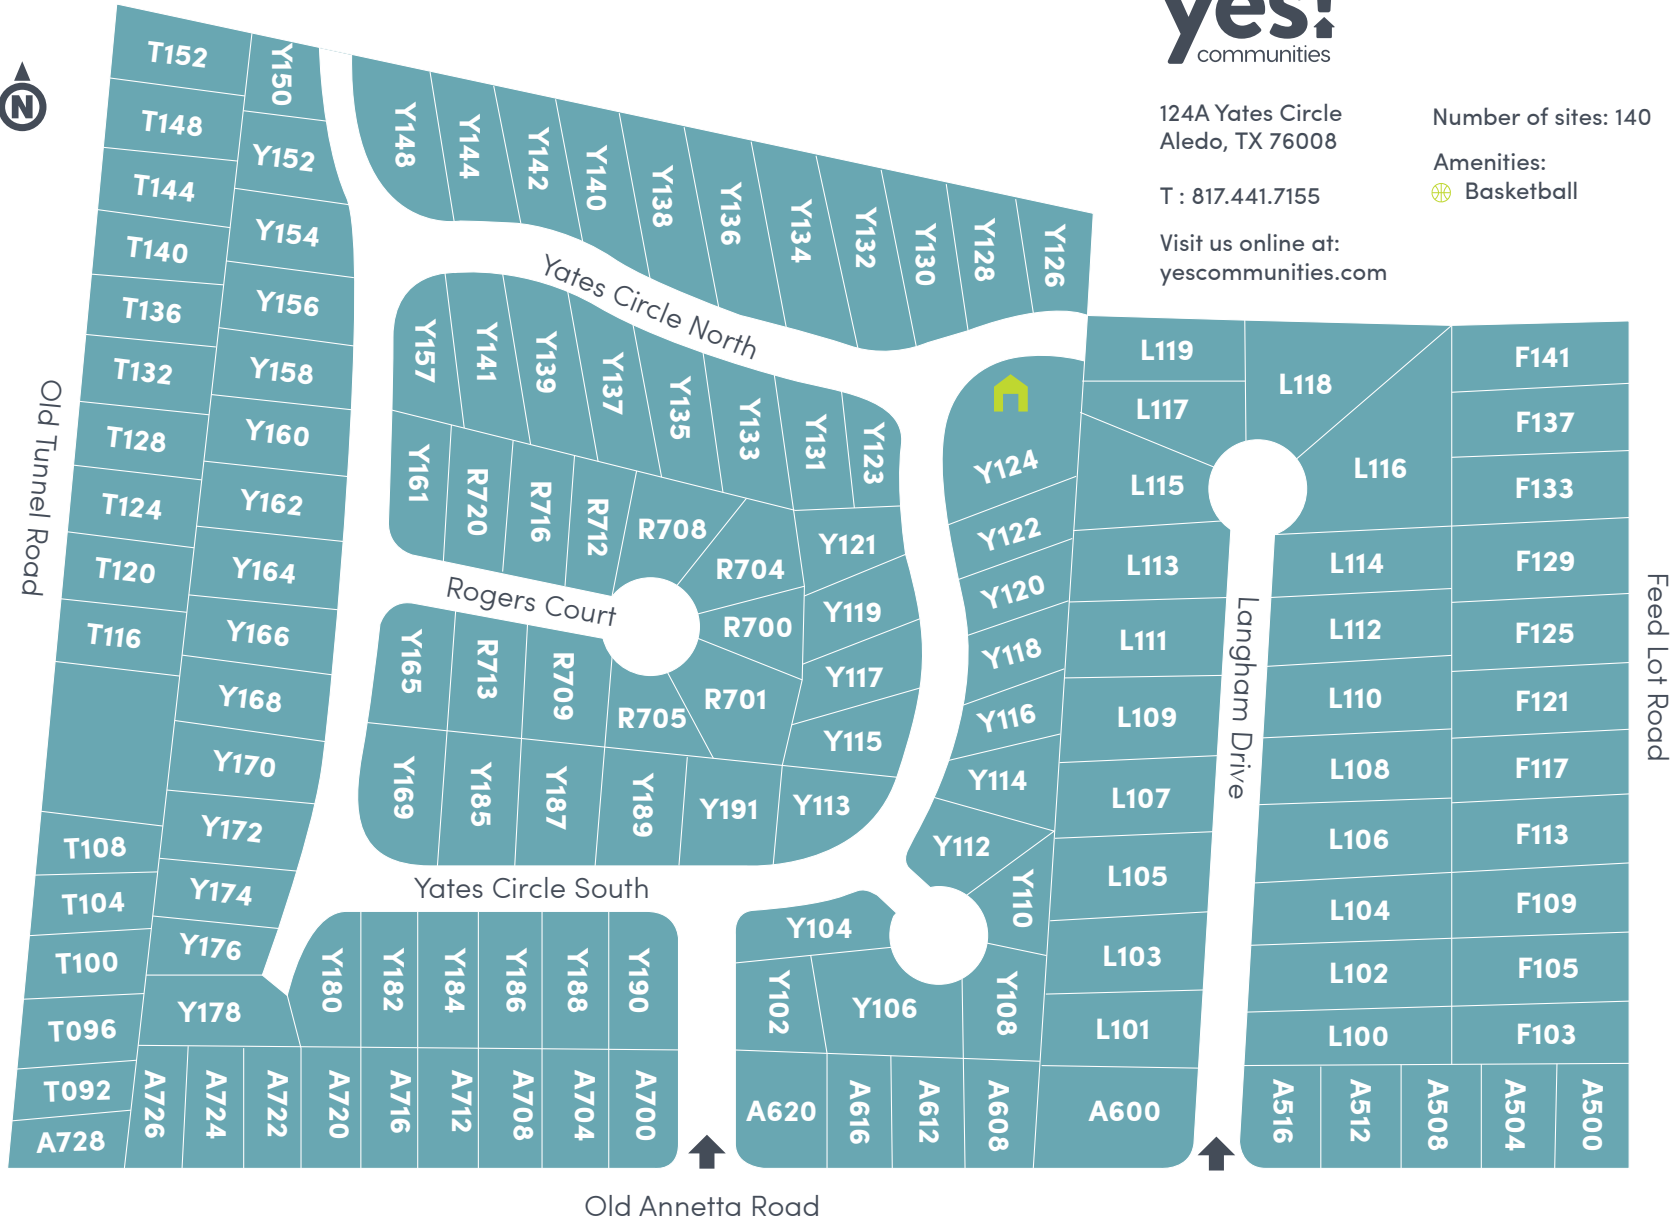 yes!
communities
124A Yates Circle
Aledo, TX 76008
T : 817.441.7155
Visit us online at:
yescommunities.com
Number of sites: 140
Amenities:
Basketball
N
T152
T148
T144
T140
T136
T132
T128
T124
T120
T116
T108
T104
T100
T096
T092
A728
Old Tunnel Road
Y150
Y152
Y154
Y156
Y158
Y160
Y162
Y164
Y166
Y168
Y170
Y172
Y174
Y176
Y178
Y148
Y144
Y142
Y140
Y138
Y136
Y134
Y132
Y130
Y128
Y126
Yates Circle North
Y157
Y141
Y139
Y137
Y135
Y133
Y131
Y123
Y161
R720
R716
R712
R708
R704
R700
Y121
Y119
Y117
Y115
Rogers Court
Y165
R713
R709
R705
R701
Y169
Y185
Y187
Y189
Y191
Y113
Yates Circle South
Y124
Y122
Y120
Y118
Y116
Y114
Y112
Y110
Y104
Y102
Y106
Y108
Y180
Y182
Y184
Y186
Y188
Y190
A726
A724
A722
A720
A716
A712
A708
A704
A700
A620
A616
A612
A608
A600
L119
L117
L115
L113
L111
L109
L107
L105
L103
L101
Langham Drive
L118
L116
L114
L112
L110
L108
L106
L104
L102
L100
F141
F137
F133
F129
F125
F121
F117
F113
F109
F105
F103
Feed Lot Road
A516
A512
A508
A504
A500
Old Annetta Road